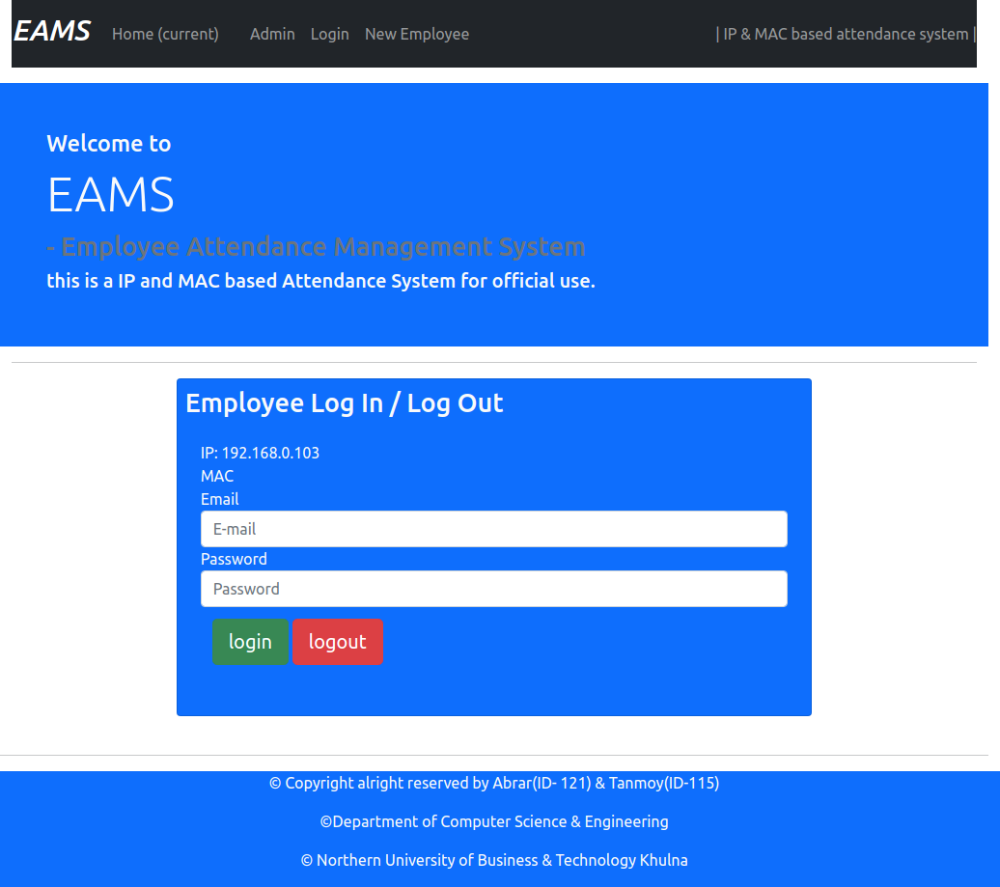 EAMS Home (current) Admin Login New Employee | IP & MAC based attendance system |
Welcome to
EAMS
- Employee Attendance Management System
this is a IP and MAC based Attendance System for official use.
Employee Log In / Log Out
IP: 192.168.0.103
MAC
Email
E-mail
Password
Password
login logout
© Copyright alright reserved by Abrar(ID- 121) & Tanmoy(ID-115)
©Department of Computer Science & Engineering
© Northern University of Business & Technology Khulna